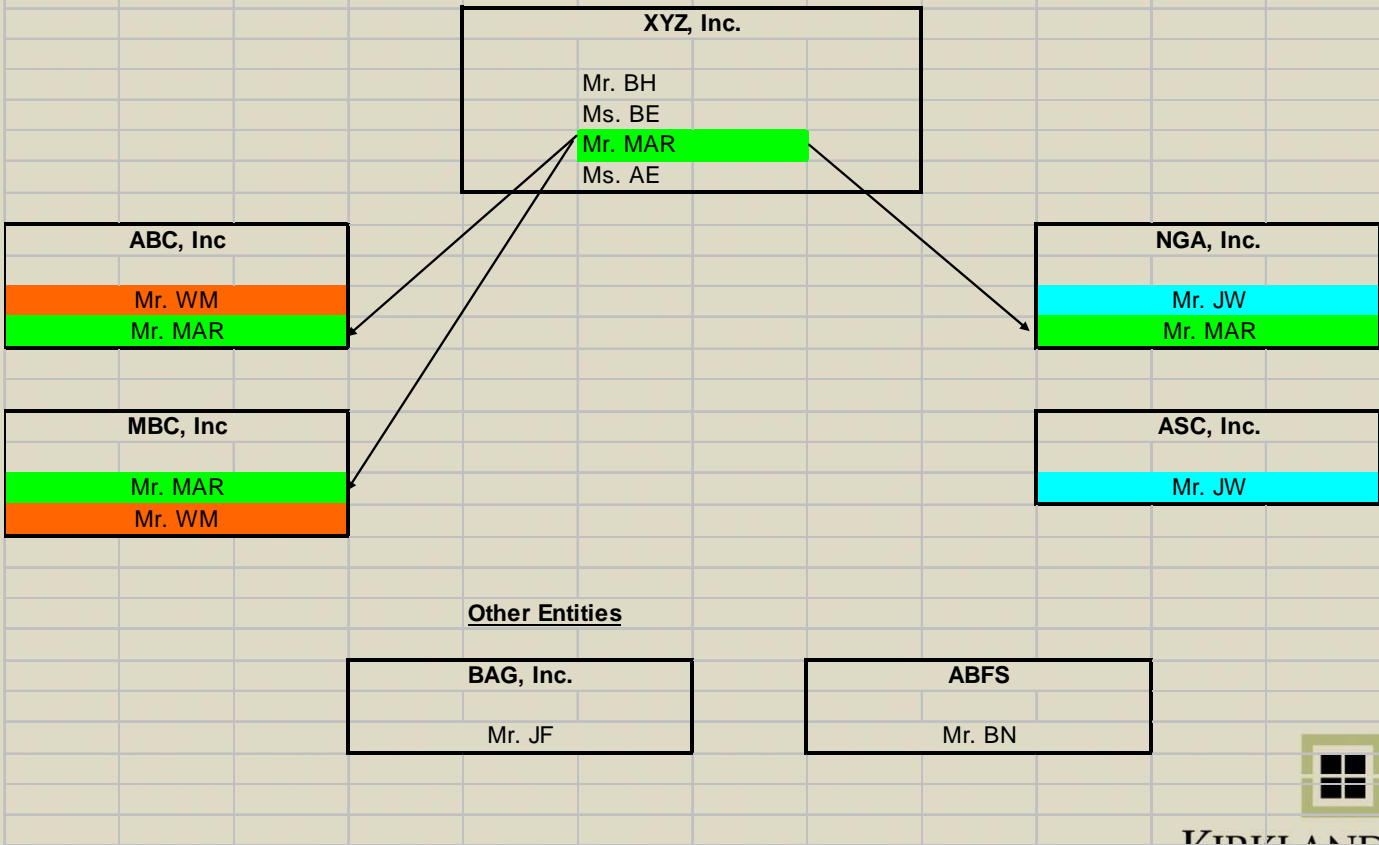 XYZ, Inc.
Mr. BH
Ms. BE
Mr. MAR
Ms. AE
ABC, Inc
Mr. WM
Mr. MAR
NGA, Inc.
Mr. JW
Mr. MAR
MBC, Inc
Mr. MAR
Mr. WM
ASC, Inc.
Mr. JW
Other Entities
BAG, Inc.
Mr. JF
ABFS
Mr. BN